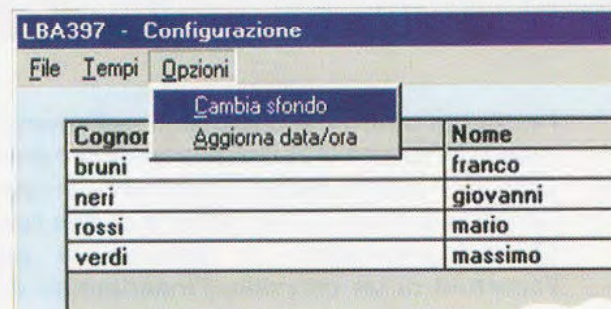 LBA397 - Configurazione
File Tempi Opzioni
Cambia sfondo
Aggiorna data/ora
Nome
bruni franco
neri giovanni
rossi mario
verdi massimo